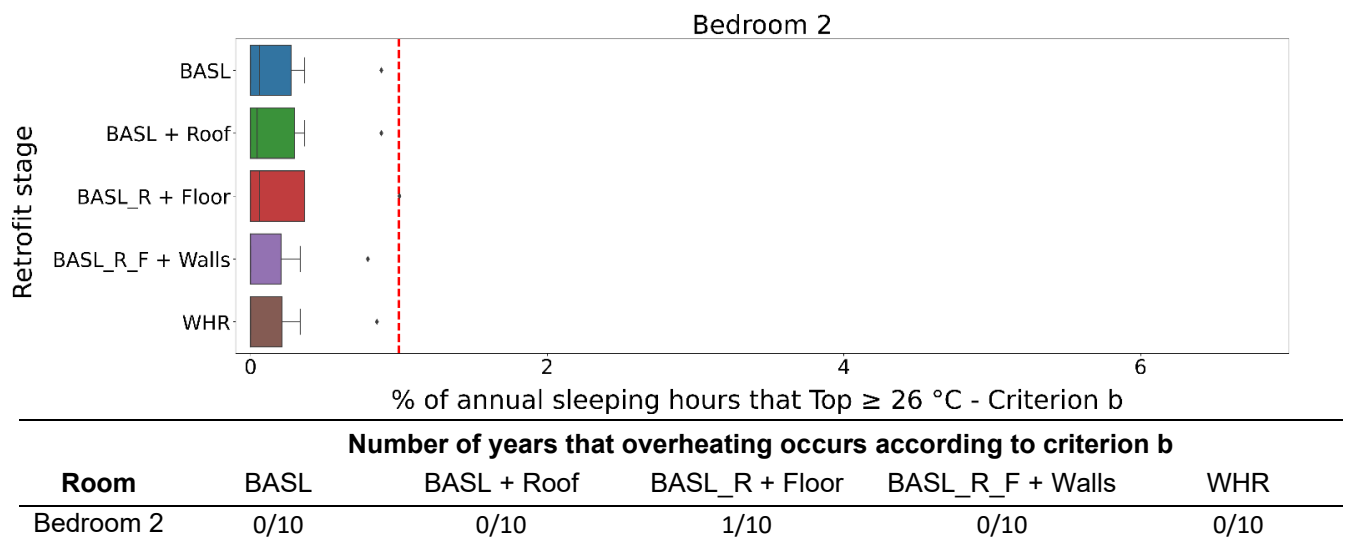 Bedroom 2
Retrofit stage
BASL
BASL + Roof
BASL_R + Floor
BASL_R_F + Walls
WHR
0 2 4 6
% of annual sleeping hours that Top ≥ 26 °C - Criterion b
Number of years that overheating occurs according to criterion b
Room BASL BASL + Roof BASL_R + Floor BASL_R_F + Walls WHR
Bedroom 2 0/10 0/10 1/10 0/10 0/10